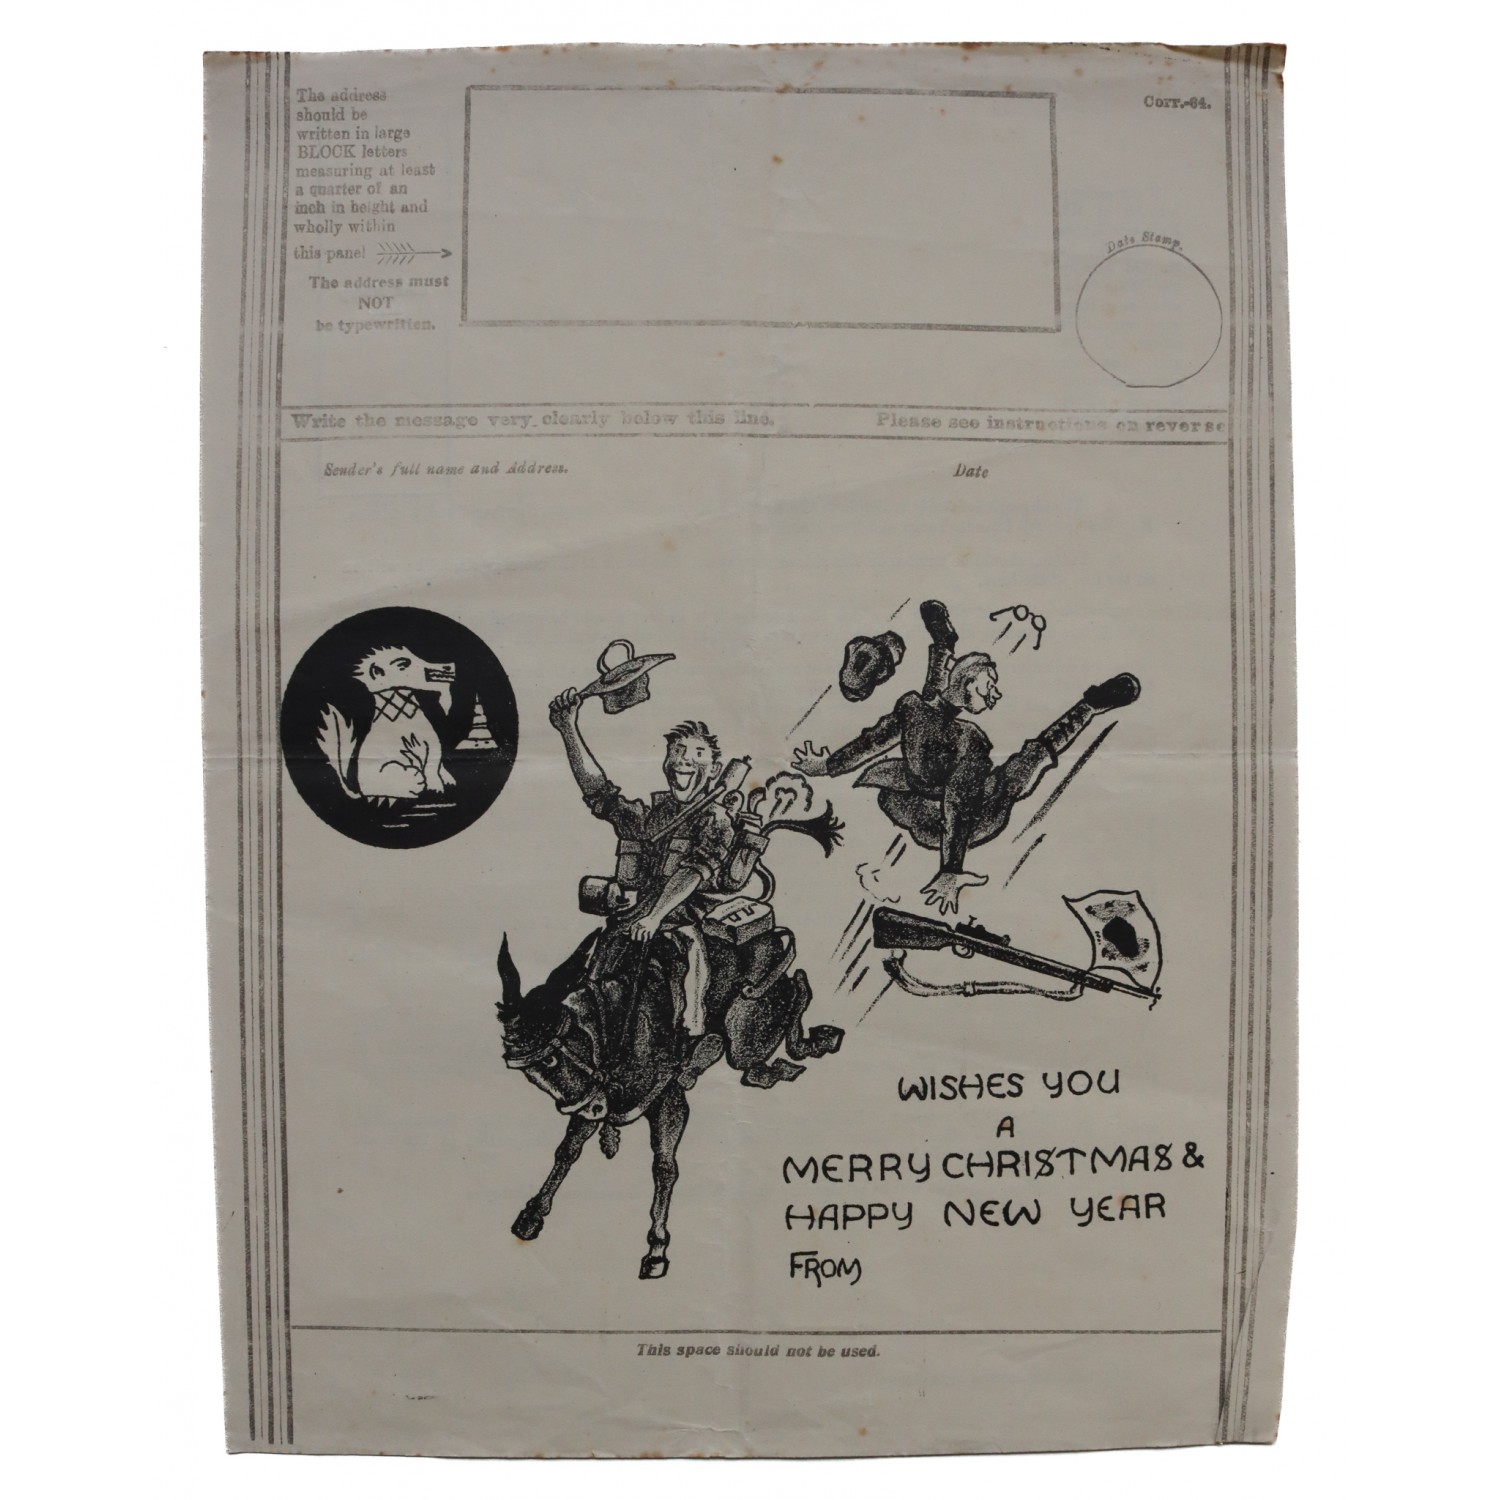 The address
should be
written in large
BLOCK letters
measuring at least
a quarter of an
inch in height and
wholly within
this panel
The address must
NOT
be typewritten.
Corr.-64.
Date Stamp.
Write the message very clearly below this line.
Please see instructions on reverse
Sender's full name and Address.
Date
WISHES YOU
A
MERRY CHRISTMAS &
HAPPY NEW YEAR
FROM
This space should not be used.